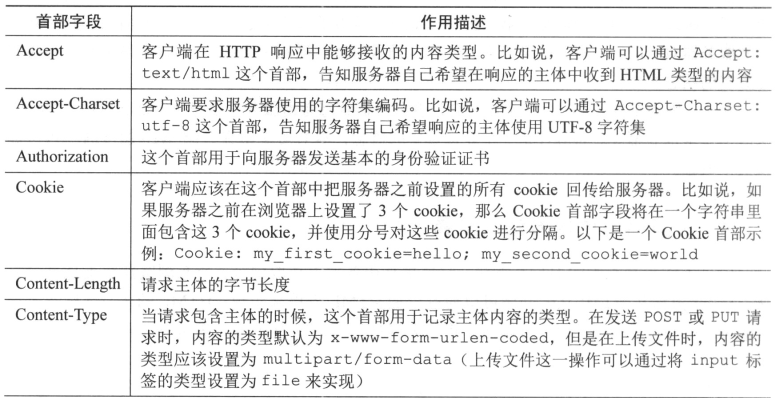 首部字段 作用描述
Accept 客户端在 HTTP 响应中能够接收的内容类型。比如说，客户端可以通过 Accept:
text/html 这个首部，告知服务器自己希望在响应的主体中收到 HTML 类型的内容
Accept-Charset 客户端要求服务器使用的字符集编码。比如说，客户端可以通过 Accept-Charset:
utf-8 这个首部，告知服务器自己希望响应的主体使用 UTF-8 字符集
Authorization 这个首部用于向服务器发送基本的身份验证证书
Cookie 客户端应该在这个首部中把服务器之前设置的所有 cookie 回传给服务器。比如说，如
果服务器之前在浏览器上设置了 3 个 cookie，那么 Cookie 首部字段将在一个字符串里
面包含这 3 个 cookie，并使用分号对这些 cookie 进行分隔。以下是一个 Cookie 首部示
例：Cookie: my_first_cookie=hello; my_second_cookie=world
Content-Length 请求主体的字节长度
Content-Type 当请求包含主体的时候，这个首部用于记录主体内容的类型。在发送 POST 或 PUT 请
求时，内容的类型默认为 x-www-form-urlen-coded，但是在上传文件时，内容的
类型应该设置为 multipart/form-data（上传文件这一操作可以通过将 input 标
签的类型设置为 file 来实现）